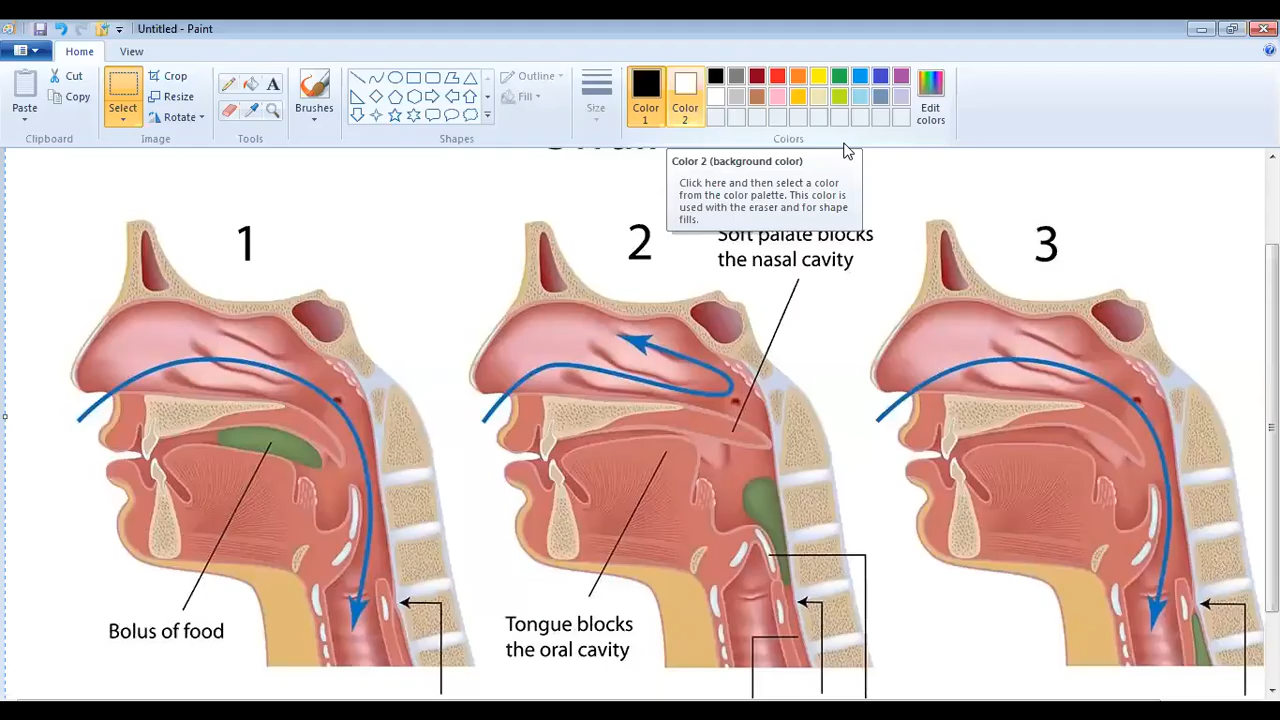 Untitled - Paint
Home
View
Paste
Cut
Copy
Clipboard
Select
Crop
Resize
Rotate
Image
A
Tools
Brushes
Outline
Fill
Shapes
Size
Color 1
Color 2
Edit colors
Colors
Color 2 (background color)
Click here and then select a color
from the color palette. This color is
used with the eraser and for shape
fills.
1
2
3
Soft palate blocks
the nasal cavity
Bolus of food
Tongue blocks
the oral cavity